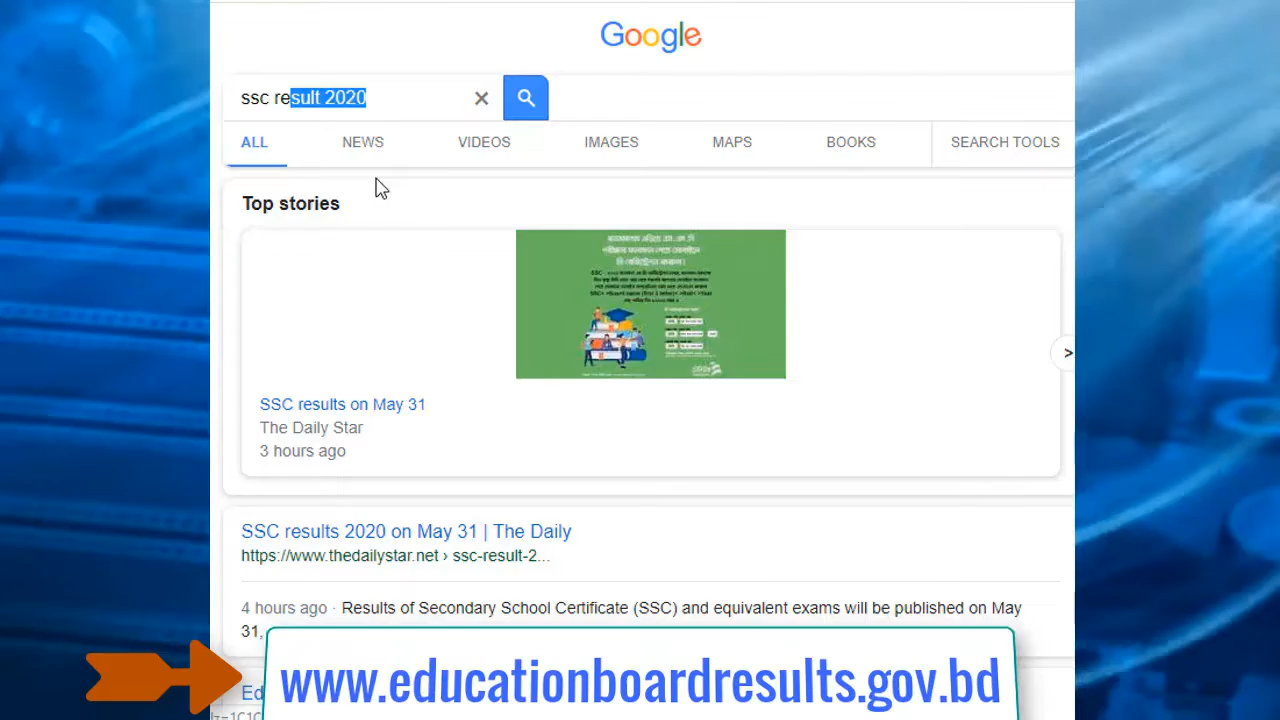 Google
ssc result 2020
ALL
NEWS
VIDEOS
IMAGES
MAPS
BOOKS
SEARCH TOOLS
Top stories
>
SSC results on May 31
The Daily Star
3 hours ago
SSC results 2020 on May 31 | The Daily
https://www.thedailystar.net › ssc-result-2...
4 hours ago · Results of Secondary School Certificate (SSC) and equivalent exams will be published on May
31,
www.educationboardresults.gov.bd
Ed